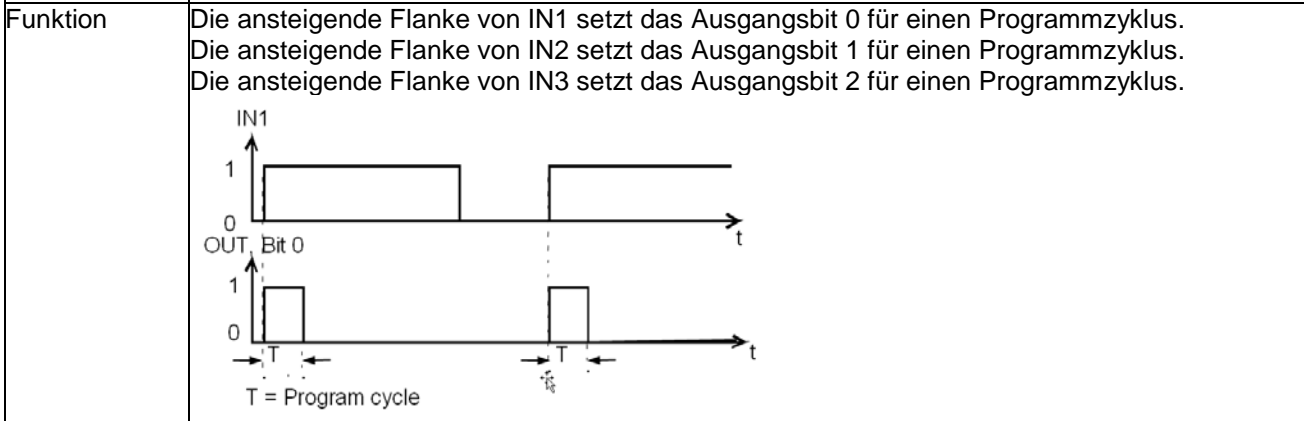 Funktion
Die ansteigende Flanke von IN1 setzt das Ausgangsbit 0 für einen Programmzyklus.
Die ansteigende Flanke von IN2 setzt das Ausgangsbit 1 für einen Programmzyklus.
Die ansteigende Flanke von IN3 setzt das Ausgangsbit 2 für einen Programmzyklus.
IN1
1
0
t
OUT, Bit 0
1
0
t
T
T
T = Program cycle